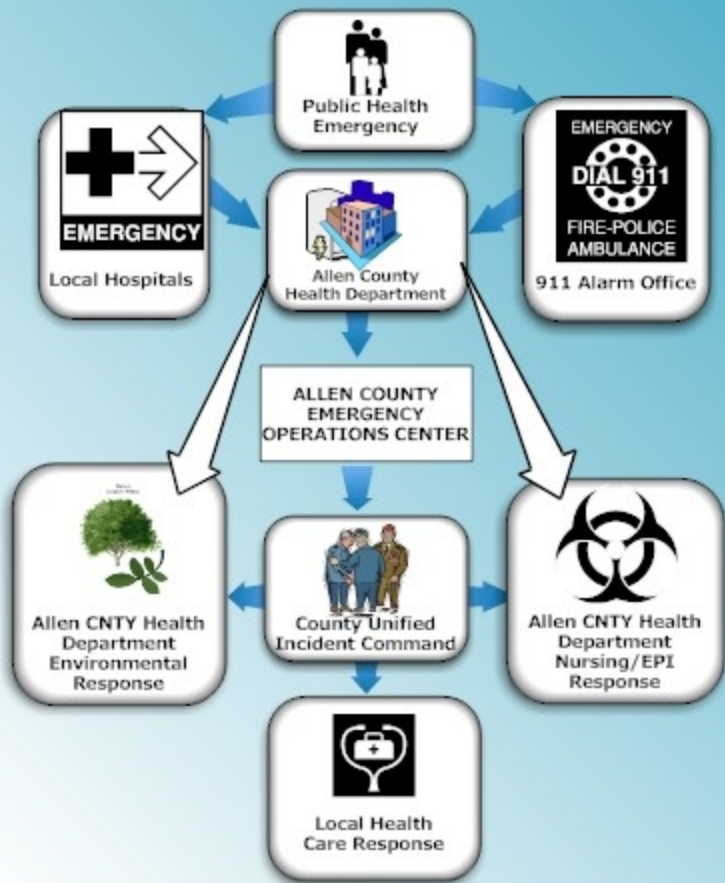 Public Health
Emergency
EMERGENCY
Local Hospitals
EMERGENCY
DIAL 911
FIRE-POLICE
AMBULANCE
911 Alarm Office
Allen County
Health Department
ALLEN COUNTY
EMERGENCY
OPERATIONS CENTER
Allen CNTY Health
Department
Environmental
Response
County Unified
Incident Command
Allen CNTY Health
Department
Nursing/EPI
Response
Local Health
Care Response